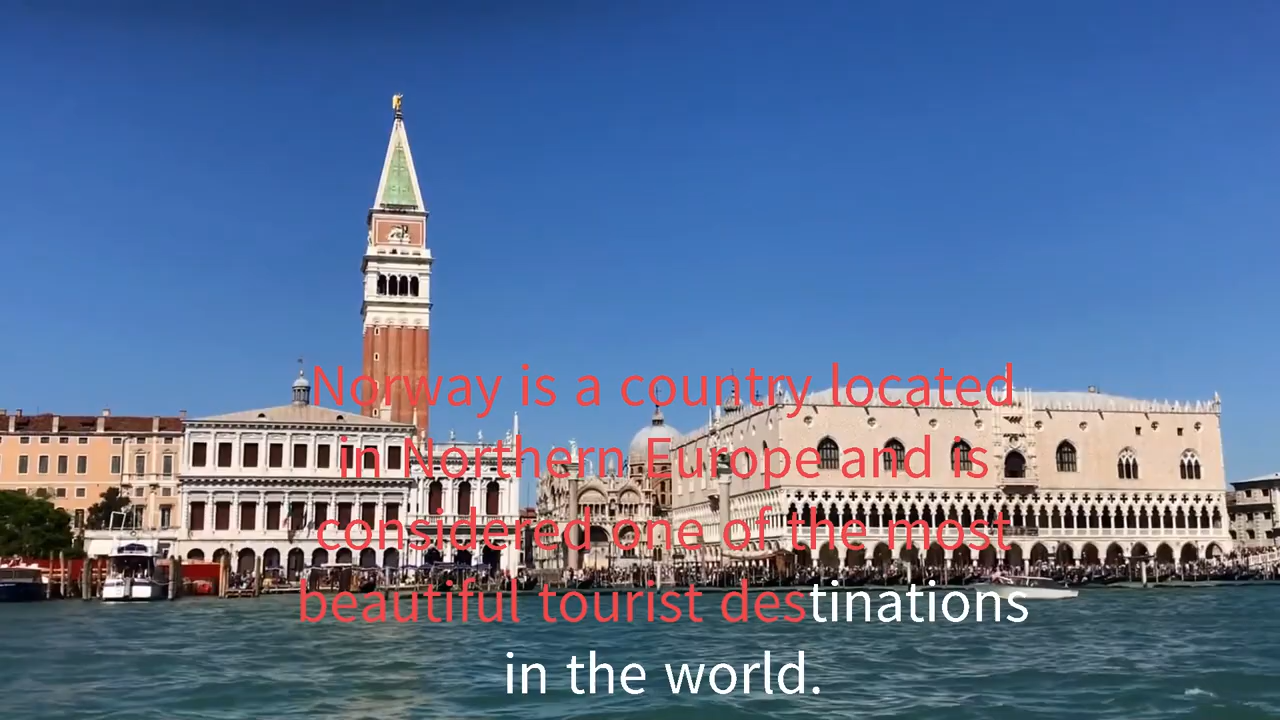 Norway is a country located
in Northern Europe and is
considered one of the most
beautiful tourist destinations
in the world.